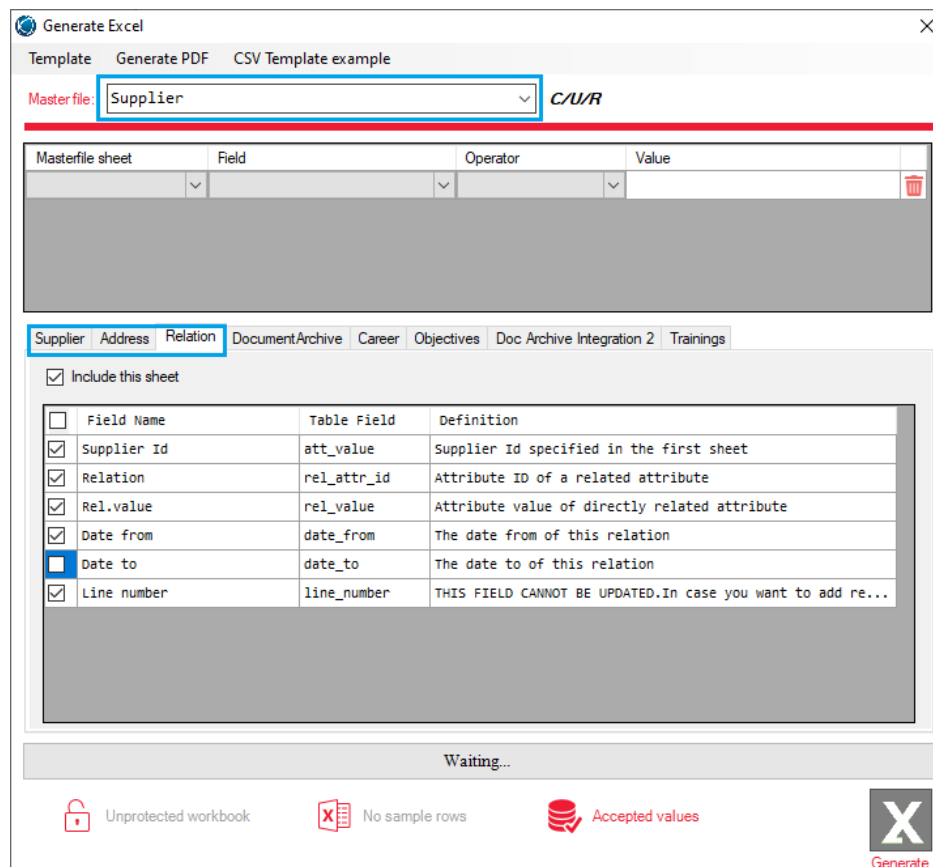 Generate Excel
Template Generate PDF CSV Template example
Master file: Supplier C/U/R
Masterfile sheet Field Operator Value
Supplier Address Relation DocumentArchive Career Objectives Doc Archive Integration 2 Trainings
Include this sheet
Field Name Table Field Definition
Supplier Id att_value Supplier Id specified in the first sheet
Relation rel_attr_id Attribute ID of a related attribute
Rel.value rel_value Attribute value of directly related attribute
Date from date_from The date from of this relation
Date to date_to The date to of this relation
Line number line_number THIS FIELD CANNOT BE UPDATED.In case you want to add re...
Waiting...
Unprotected workbook No sample rows Accepted values
Generate